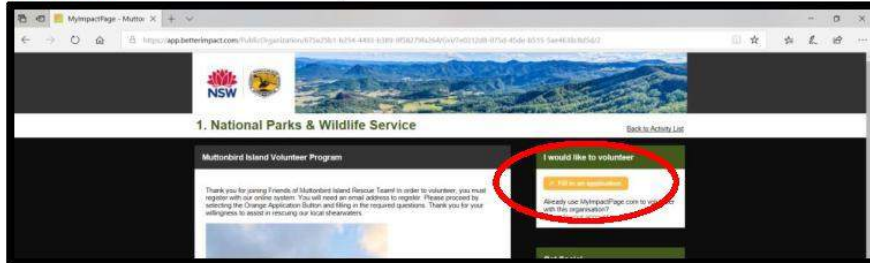 MyImpactPage - Mutton
app.betterimpact.com
NSW
1. National Parks & Wildlife Service
Back to Activity List
Muttonbird Island Volunteer Program
I would like to volunteer
Fill in an application
Thank you for joining Friends of Muttonbird Island Rescue Team! In order to volunteer, you must
register with our online system. You will need an email address to register. Please proceed by
selecting the Orange Application Button and filling in the required questions. Thank you for your
willingness to assist in rescuing our local shearwaters.
Already use MyImpactPage.com to volunteer
with this organisation?